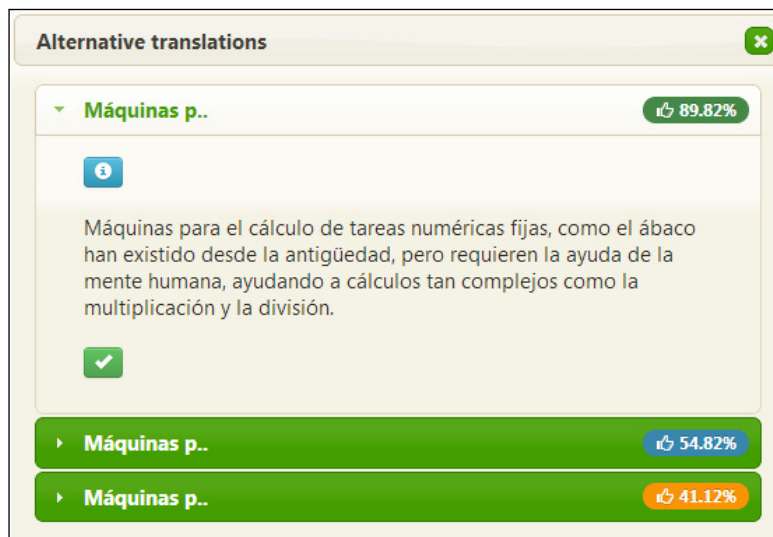 Alternative translations
Máquinas p..
89.82%
Máquinas para el cálculo de tareas numéricas fijas, como el ábaco
han existido desde la antigüedad, pero requieren la ayuda de la
mente humana, ayudando a cálculos tan complejos como la
multiplicación y la división.
Máquinas p..
54.82%
Máquinas p..
41.12%